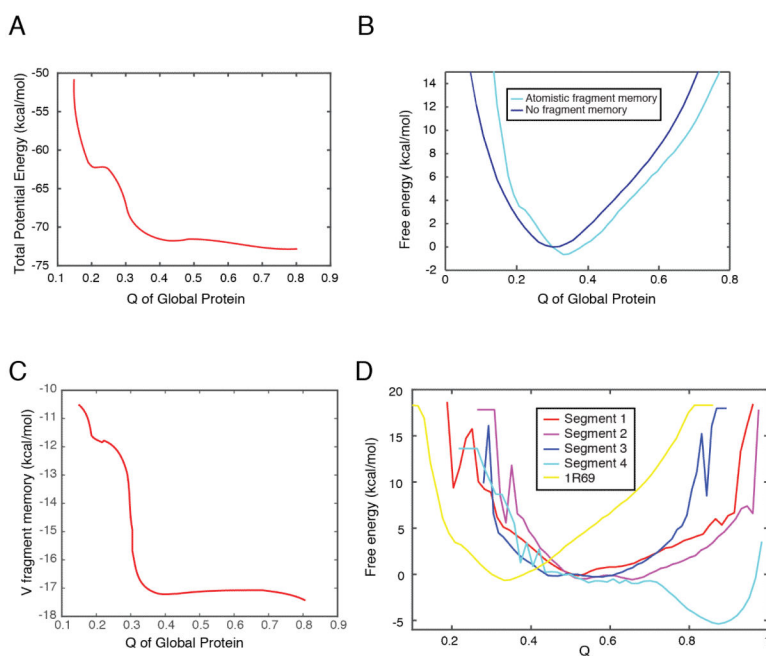 A
Total Potential Energy (kcal/mol)
-50
-55
-60
-65
-70
-75
0.1 0.2 0.3 0.4 0.5 0.6 0.7 0.8 0.9
Q of Global Protein
B
Free energy (kcal/mol)
14
12
10
8
6
4
2
0
-2
0 0.2 0.4 0.6 0.8
Q of Global Protein
Atomistic fragment memory
No fragment memory
C
V fragment memory (kcal/mol)
-10
-11
-12
-13
-14
-15
-16
-17
-18
0.1 0.2 0.3 0.4 0.5 0.6 0.7 0.8 0.9
Q of Global Protein
D
Free energy (kcal/mol)
20
15
10
5
0
-5
0.2 0.4 0.6 0.8 1
Q
Segment 1
Segment 2
Segment 3
Segment 4
1R69